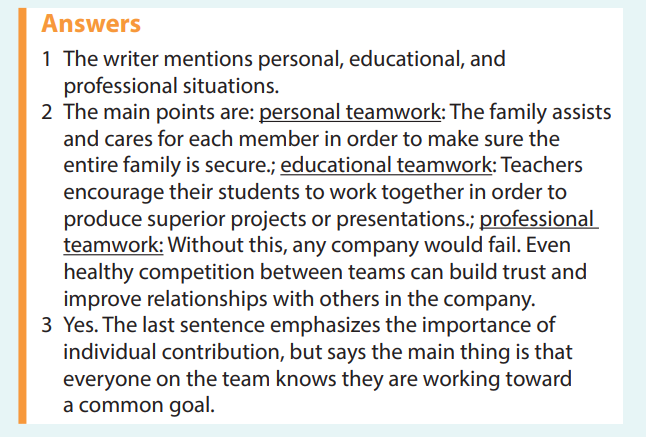 Answers
1 The writer mentions personal, educational, and
professional situations.
2 The main points are: personal teamwork: The family assists
and cares for each member in order to make sure the
entire family is secure.; educational teamwork: Teachers
encourage their students to work together in order to
produce superior projects or presentations.; professional
teamwork: Without this, any company would fail. Even
healthy competition between teams can build trust and
improve relationships with others in the company.
3 Yes. The last sentence emphasizes the importance of
individual contribution, but says the main thing is that
everyone on the team knows they are working toward
a common goal.